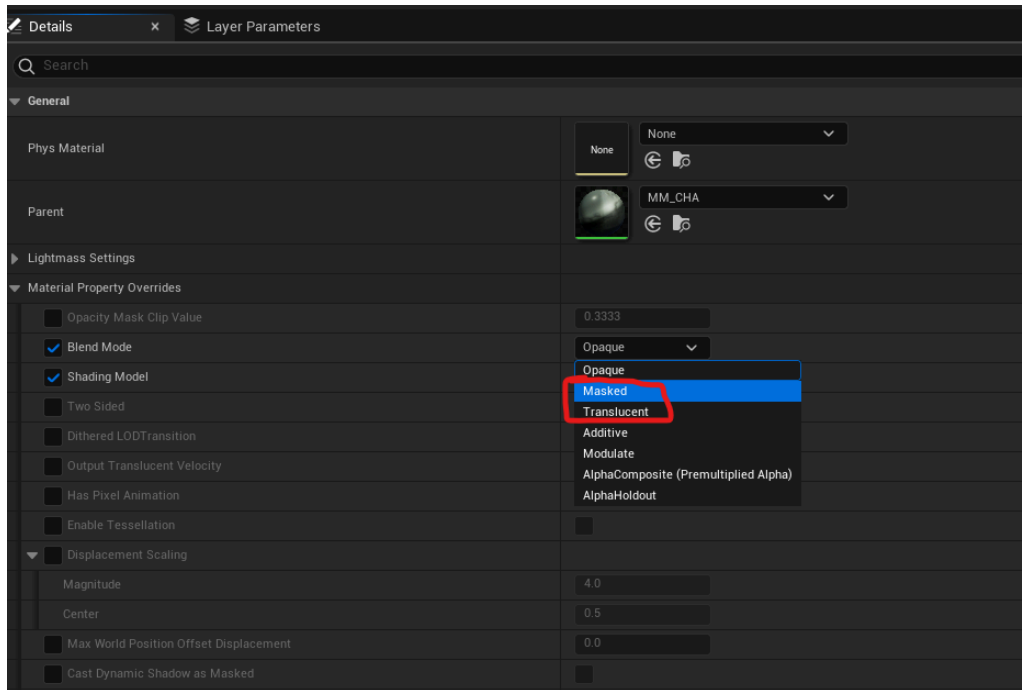 Details × Layer Parameters
Search
General
Phys Material
None
None
Parent
MM_CHA
Lightmass Settings
Material Property Overrides
Opacity Mask Clip Value 0.3333
Blend Mode Opaque
Opaque
Shading Model
Masked
Two Sided
Translucent
Additive
Dithered LODTransition
Modulate
Output Translucent Velocity
AlphaComposite (Premultiplied Alpha)
Has Pixel Animation
AlphaHoldout
Enable Tessellation
Displacement Scaling
Magnitude 4.0
Center 0.5
Max World Position Offset Displacement 0.0
Cast Dynamic Shadow as Masked